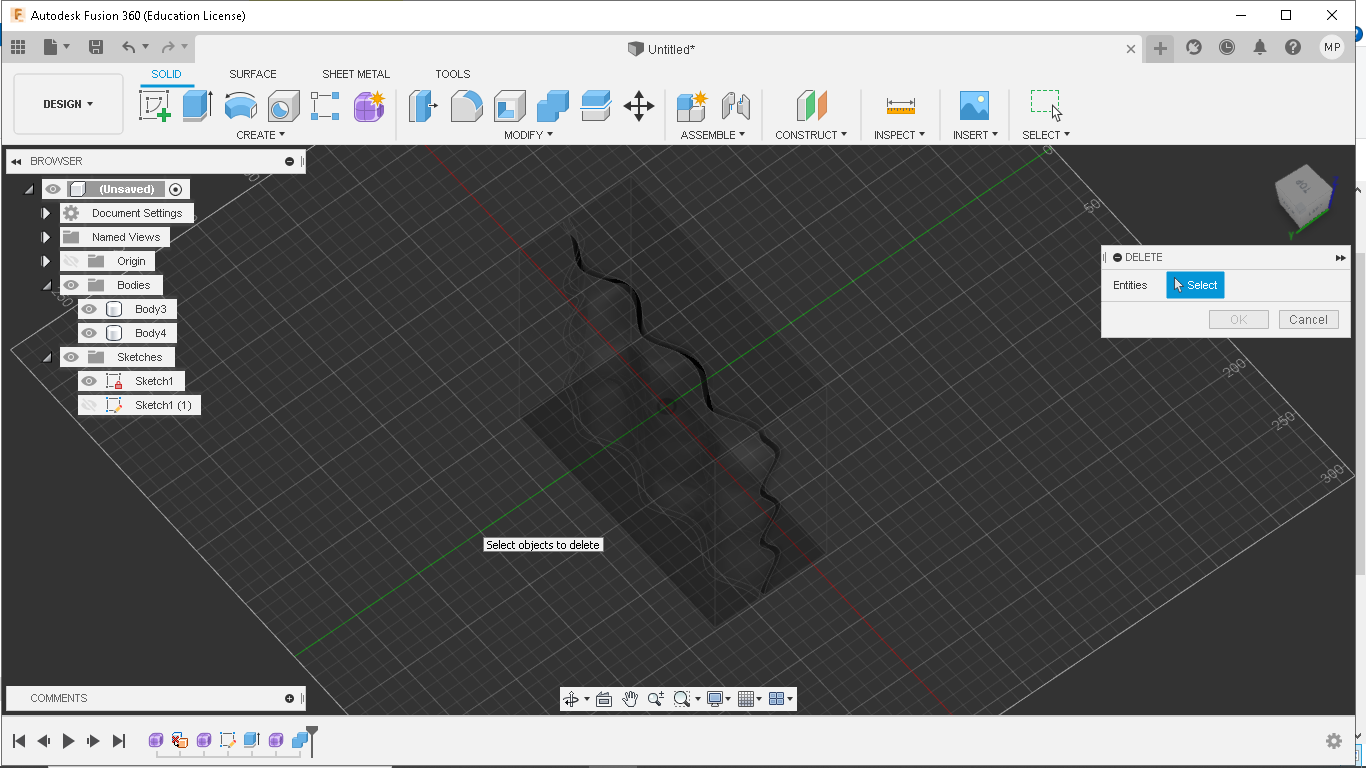 Autodesk Fusion 360 (Education License)
Untitled*
MP
DESIGN
SOLID
SURFACE
SHEET METAL
TOOLS
CREATE
MODIFY
ASSEMBLE
CONSTRUCT
INSPECT
INSERT
SELECT
BROWSER
(Unsaved)
Document Settings
Named Views
Origin
Bodies
Body3
Body4
Sketches
Sketch1
Sketch1 (1)
0
50
200
250
300
TOP
DELETE
Entities
Select
OK
Cancel
Select objects to delete
COMMENTS